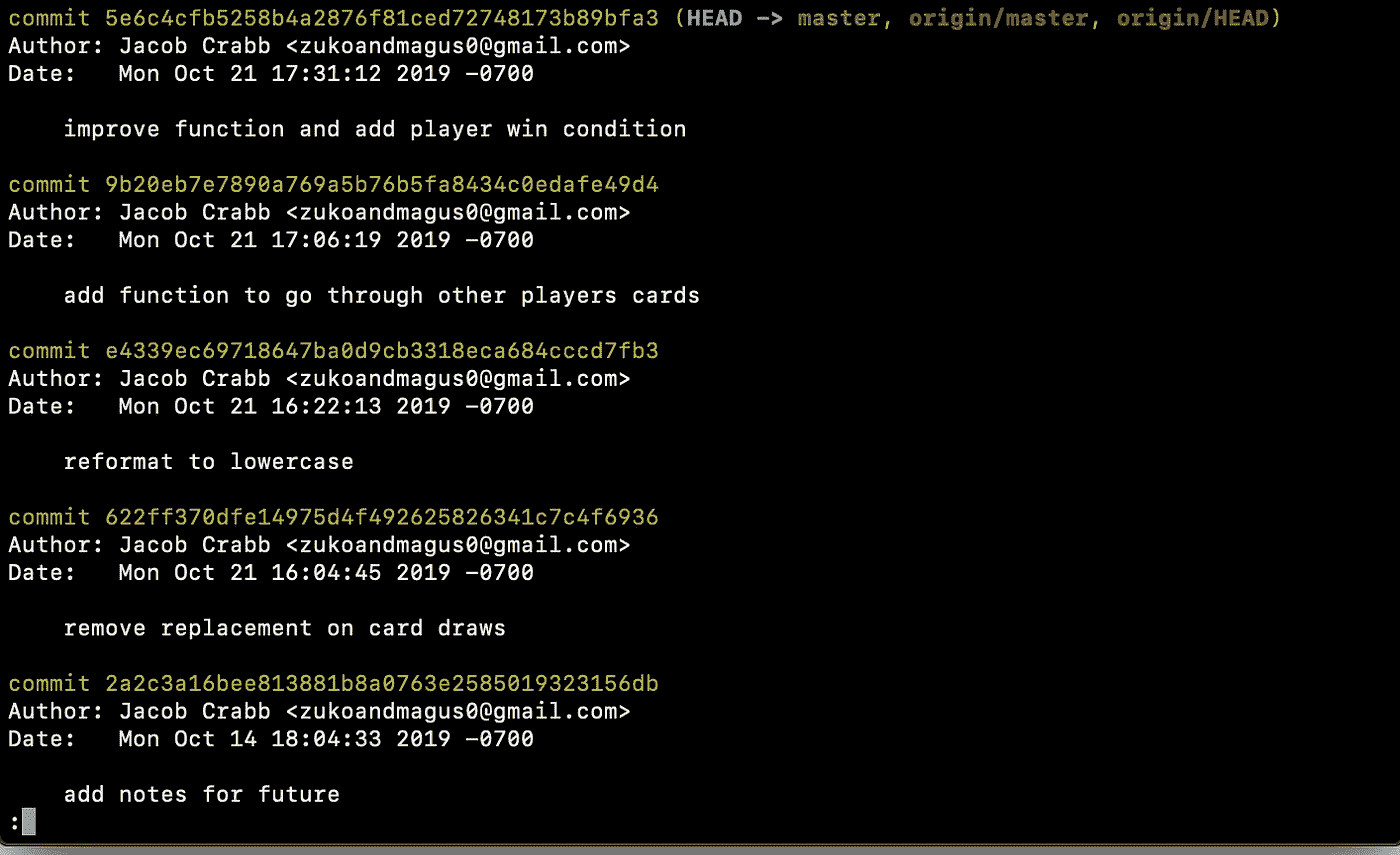 commit 5e6c4cfb5258b4a2876f81ced72748173b89bfa3 (HEAD -> master, origin/master, origin/HEAD)
Author: Jacob Crabb <zukoandmagus0@gmail.com>
Date:   Mon Oct 21 17:31:12 2019 -0700
    improve function and add player win condition
commit 9b20eb7e7890a769a5b76b5fa8434c0edafe49d4
Author: Jacob Crabb <zukoandmagus0@gmail.com>
Date:   Mon Oct 21 17:06:19 2019 -0700
    add function to go through other players cards
commit e4339ec69718647ba0d9cb3318eca684cccd7fb3
Author: Jacob Crabb <zukoandmagus0@gmail.com>
Date:   Mon Oct 21 16:22:13 2019 -0700
    reformat to lowercase
commit 622ff370dfe14975d4f492625826341c7c4f6936
Author: Jacob Crabb <zukoandmagus0@gmail.com>
Date:   Mon Oct 21 16:04:45 2019 -0700
    remove replacement on card draws
commit 2a2c3a16bee813881b8a0763e2585019323156db
Author: Jacob Crabb <zukoandmagus0@gmail.com>
Date:   Mon Oct 14 18:04:33 2019 -0700
    add notes for future
: